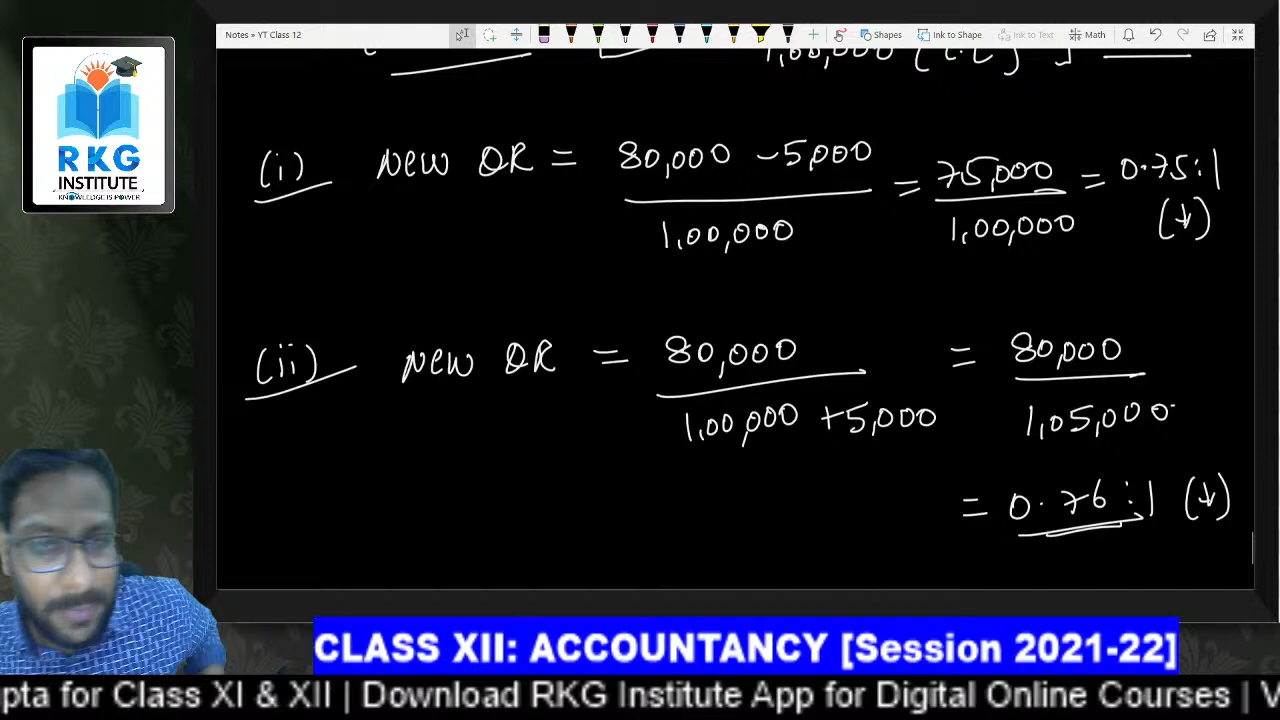 Notes » YT Class 12
Shapes
Ink to Shape
Ink to Text
Math
1,00,000
RKG
INSTITUTE
KNOWLEDGE IS POWER
(i) New QR = 80,000 - 5,000 / 1,00,000 = 75,000 / 1,00,000 = 0.75:1 (↓)
(ii) New QR = 80,000 / 1,00,000 + 5,000 = 80,000 / 1,05,000
= 0.76:1 (↓)
CLASS XII: ACCOUNTANCY [Session 2021-22]
pta for Class XI & XII | Download RKG Institute App for Digital Online Courses | V